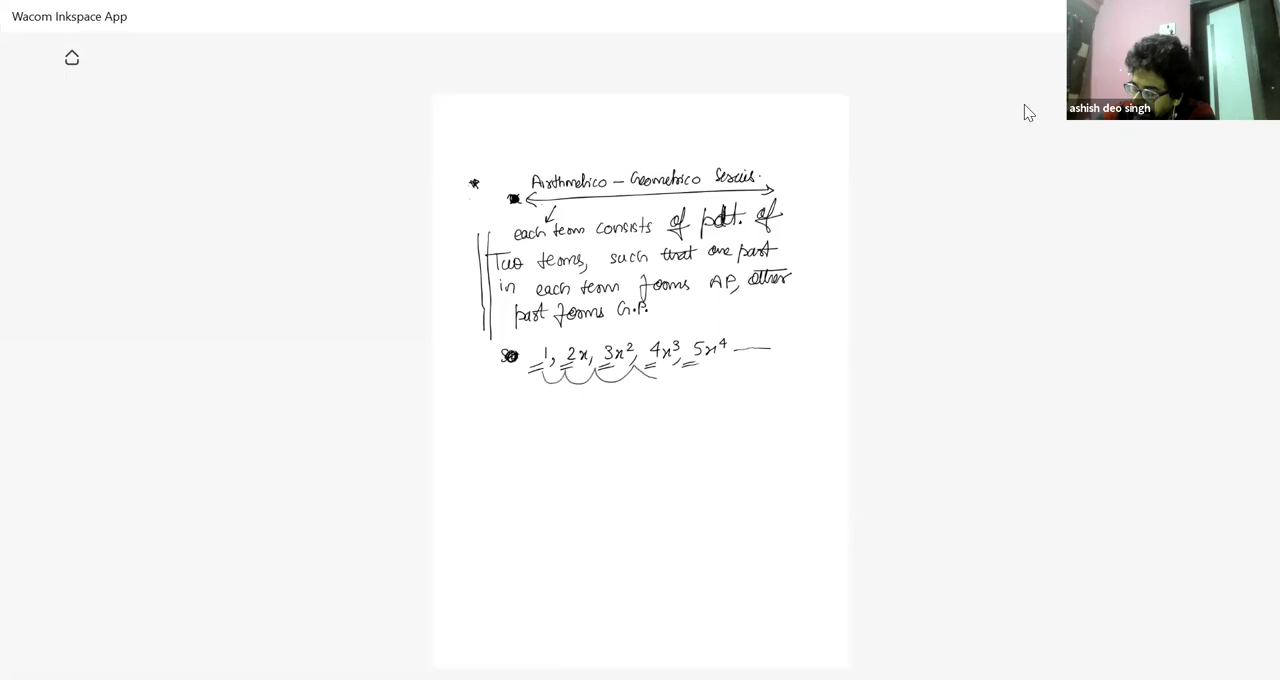 Wacom Inkspace App
ashish deo singh
Arithmetico – Geometrico Series.
each term consists of pdt. of
Two terms, such that one part
in each term forms AP, other
part forms G.P.
1, 2x, 3x², 4x³, 5x⁴ ——